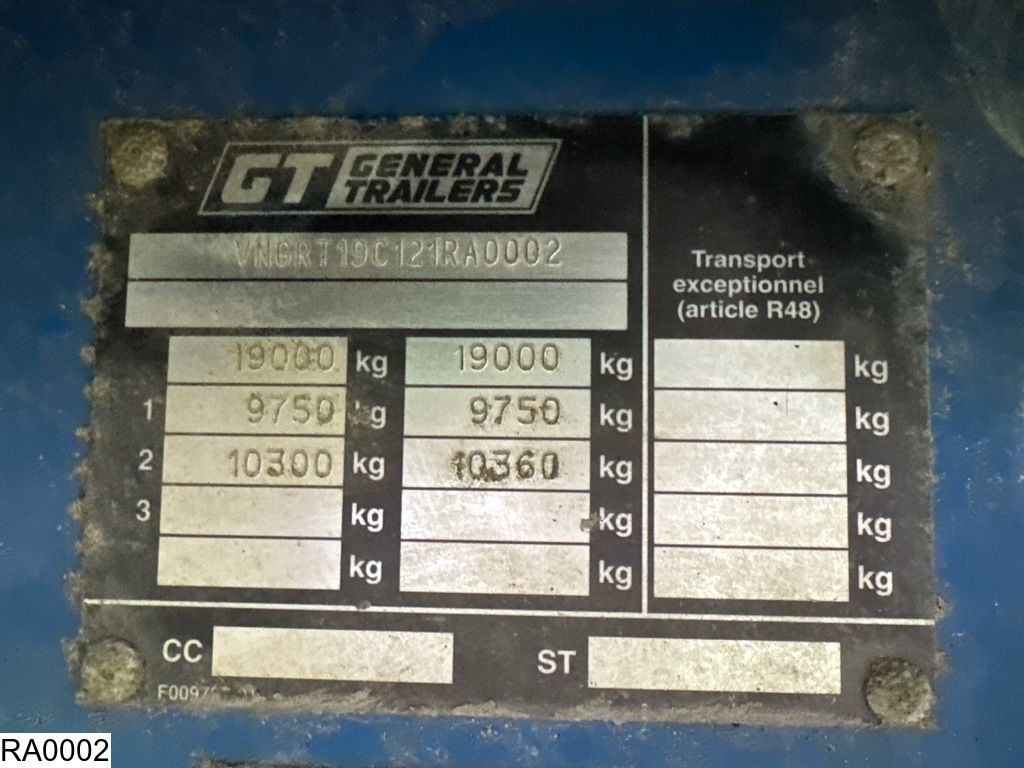 GT GENERAL TRAILERS
VNGRT19C121RA0002
Transport exceptionnel (article R48)
19000 kg 19000 kg kg
1 9750 kg 9750 kg kg
2 10300 kg 10360 kg kg
3 kg kg kg
kg kg kg
CC ST
RA0002